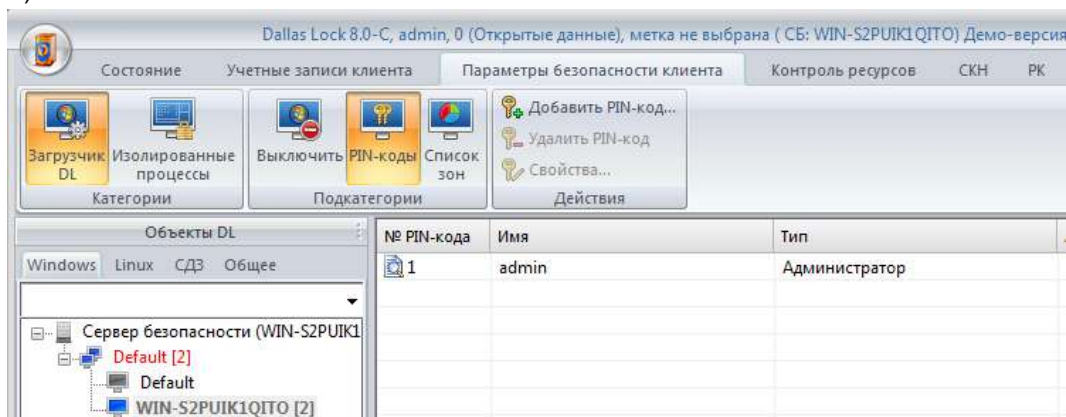 Dallas Lock 8.0-C, admin, 0 (Открытые данные), метка не выбрана ( СБ: WIN-S2PUIK1QITO) Демо-версия
Состояние Учетные записи клиента Параметры безопасности клиента Контроль ресурсов СКН РК
Загрузчик DL
Изолированные процессы
Категории
Выключить
PIN-коды
Список зон
Подкатегории
Добавить PIN-код...
Удалить PIN-код
Свойства...
Действия
Объекты DL
Windows Linux СДЗ Общее
Сервер безопасности (WIN-S2PUIK1
Default [2]
Default
WIN-S2PUIK1QITO [2]
№ PIN-кода Имя Тип
1 admin Администратор